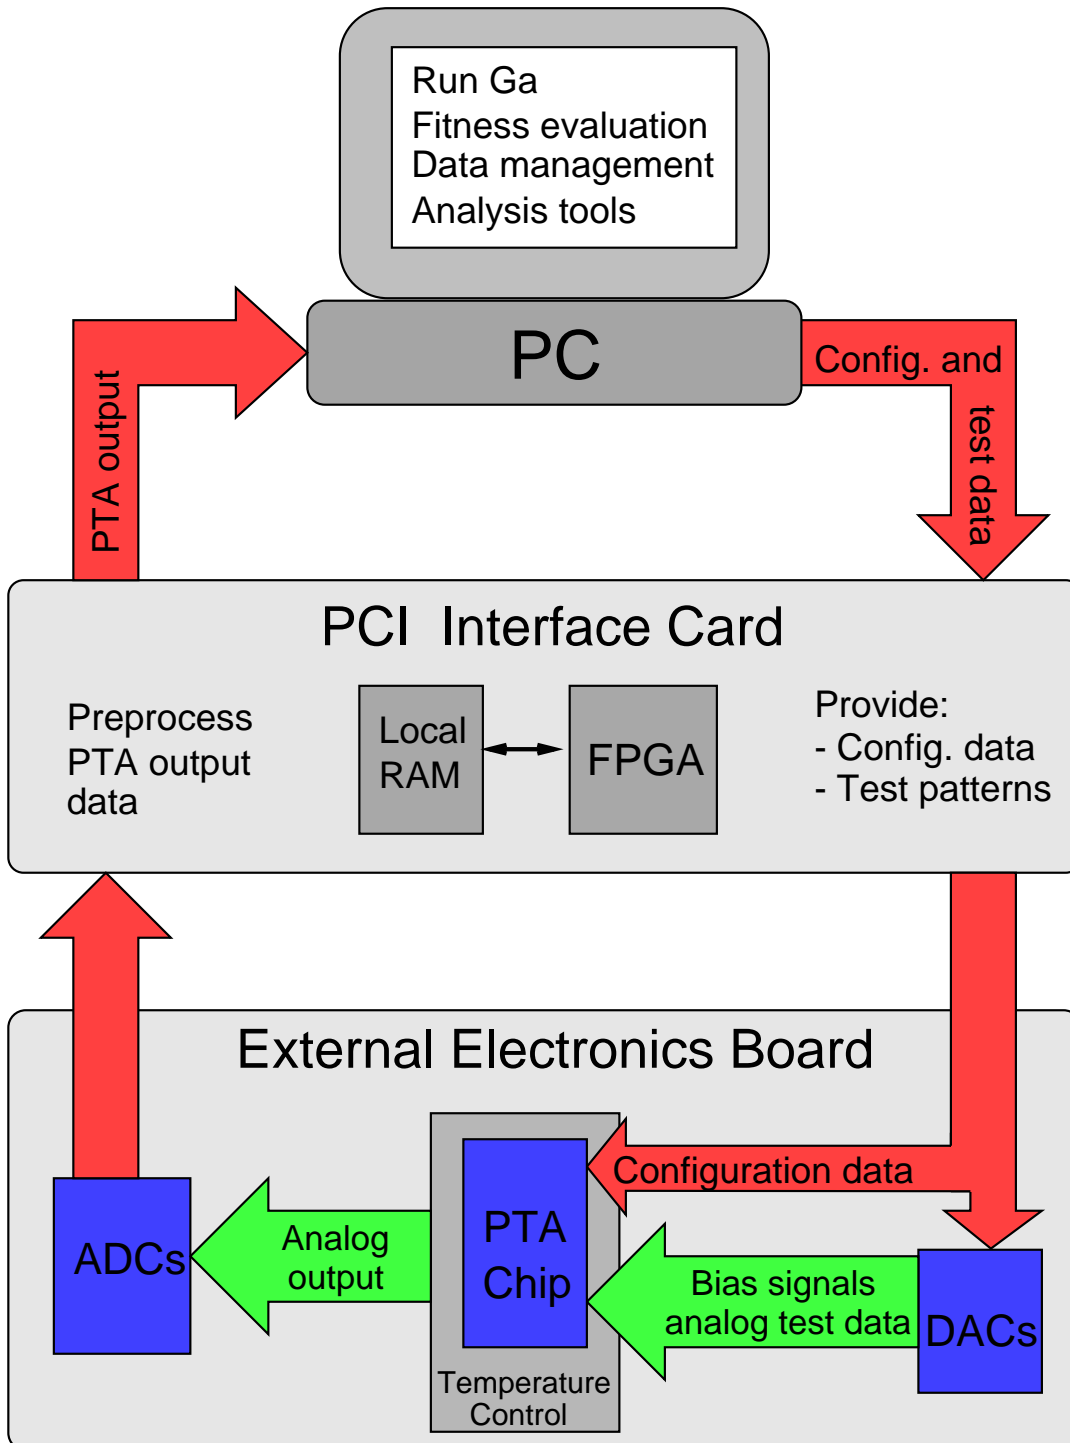 Run Ga
Fitness evaluation
Data management
Analysis tools
PC
PTA output
Config. and
test data
PCI Interface Card
Preprocess
PTA output
data
Local
RAM
FPGA
Provide:
- Config. data
- Test patterns
External Electronics Board
Configuration data
ADCs
Analog
output
PTA
Chip
Bias signals
analog test data
DACs
Temperature
Control